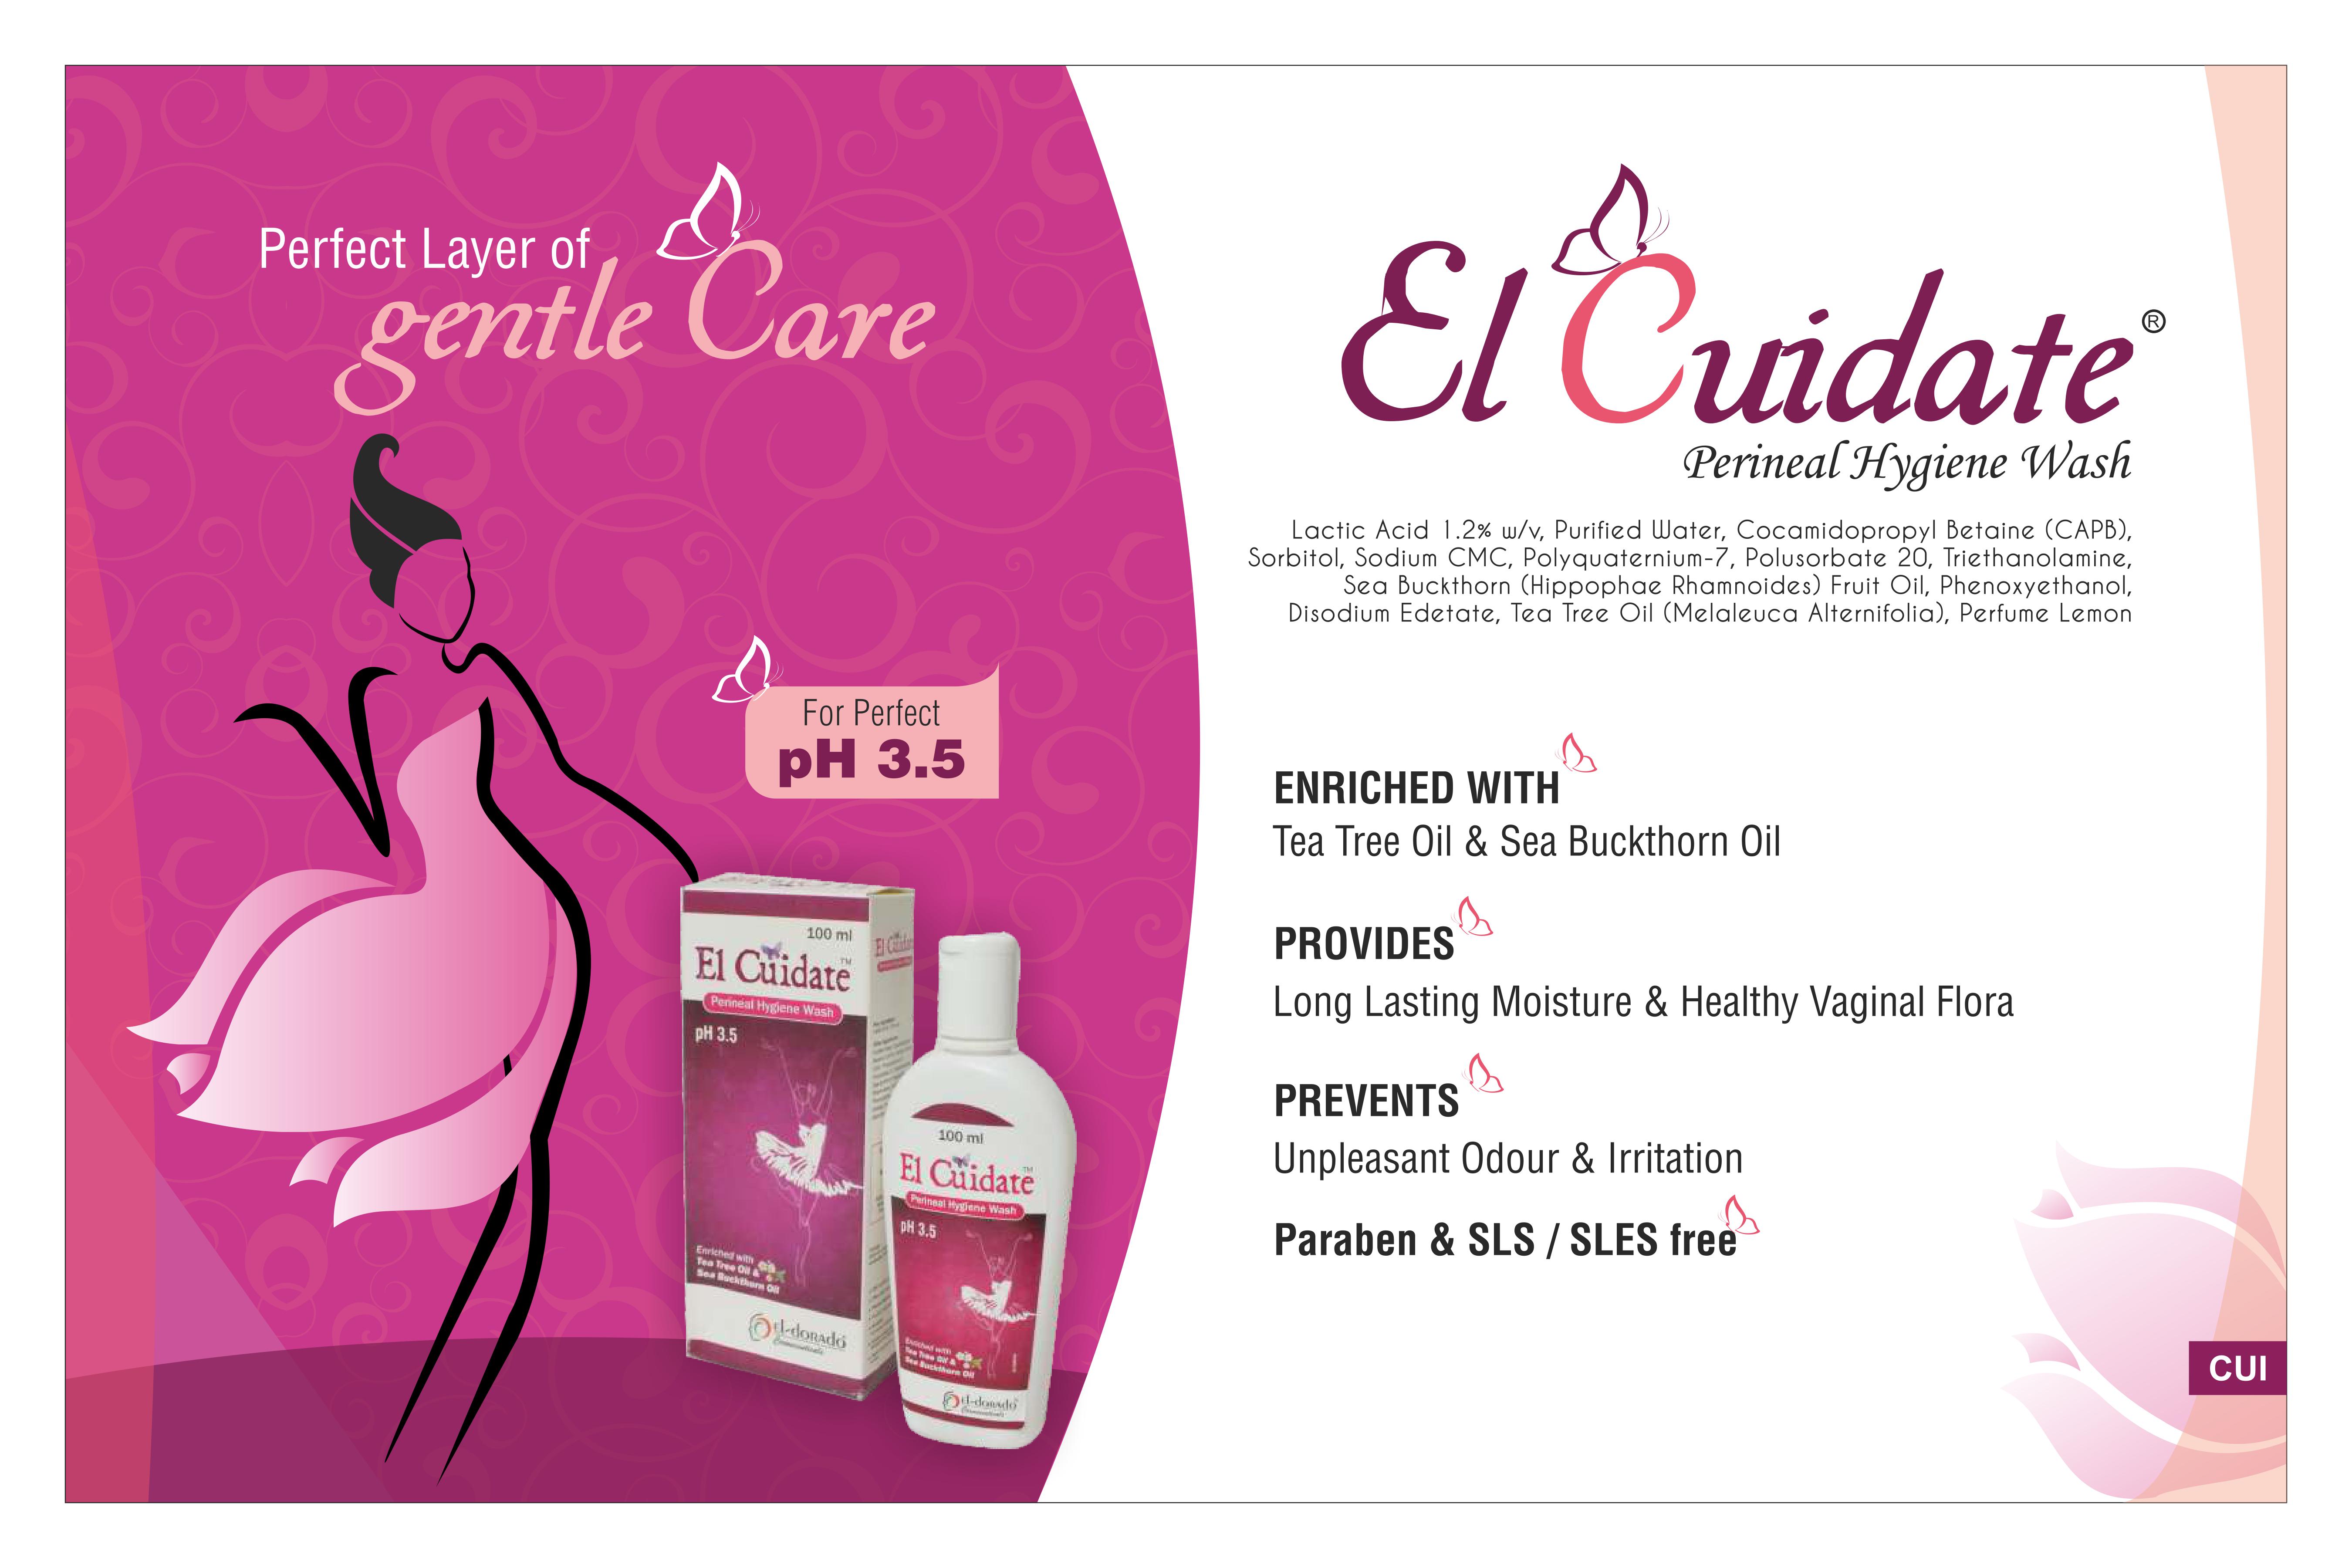 Perfect Layer of
gentle Care
For Perfect
pH 3.5
100 ml
El Cuidate™
Perineal Hygiene Wash
pH 3.5
Enriched with
Tea Tree Oil &
Sea Buckthorn Oil
El-dorado
El Cuidate
100 ml
El Cuidate™
Perineal Hygiene Wash
pH 3.5
Enriched with
Tea Tree Oil &
Sea Buckthorn Oil
El-dorado
El Cuidate®
Perineal Hygiene Wash
Lactic Acid 1.2% w/v, Purified Water, Cocamidopropyl Betaine (CAPB),
Sorbitol, Sodium CMC, Polyquaternium-7, Polusorbate 20, Triethanolamine,
Sea Buckthorn (Hippophae Rhamnoides) Fruit Oil, Phenoxyethanol,
Disodium Edetate, Tea Tree Oil (Melaleuca Alternifolia), Perfume Lemon
ENRICHED WITH
Tea Tree Oil & Sea Buckthorn Oil
PROVIDES
Long Lasting Moisture & Healthy Vaginal Flora
PREVENTS
Unpleasant Odour & Irritation
Paraben & SLS / SLES free
CUI